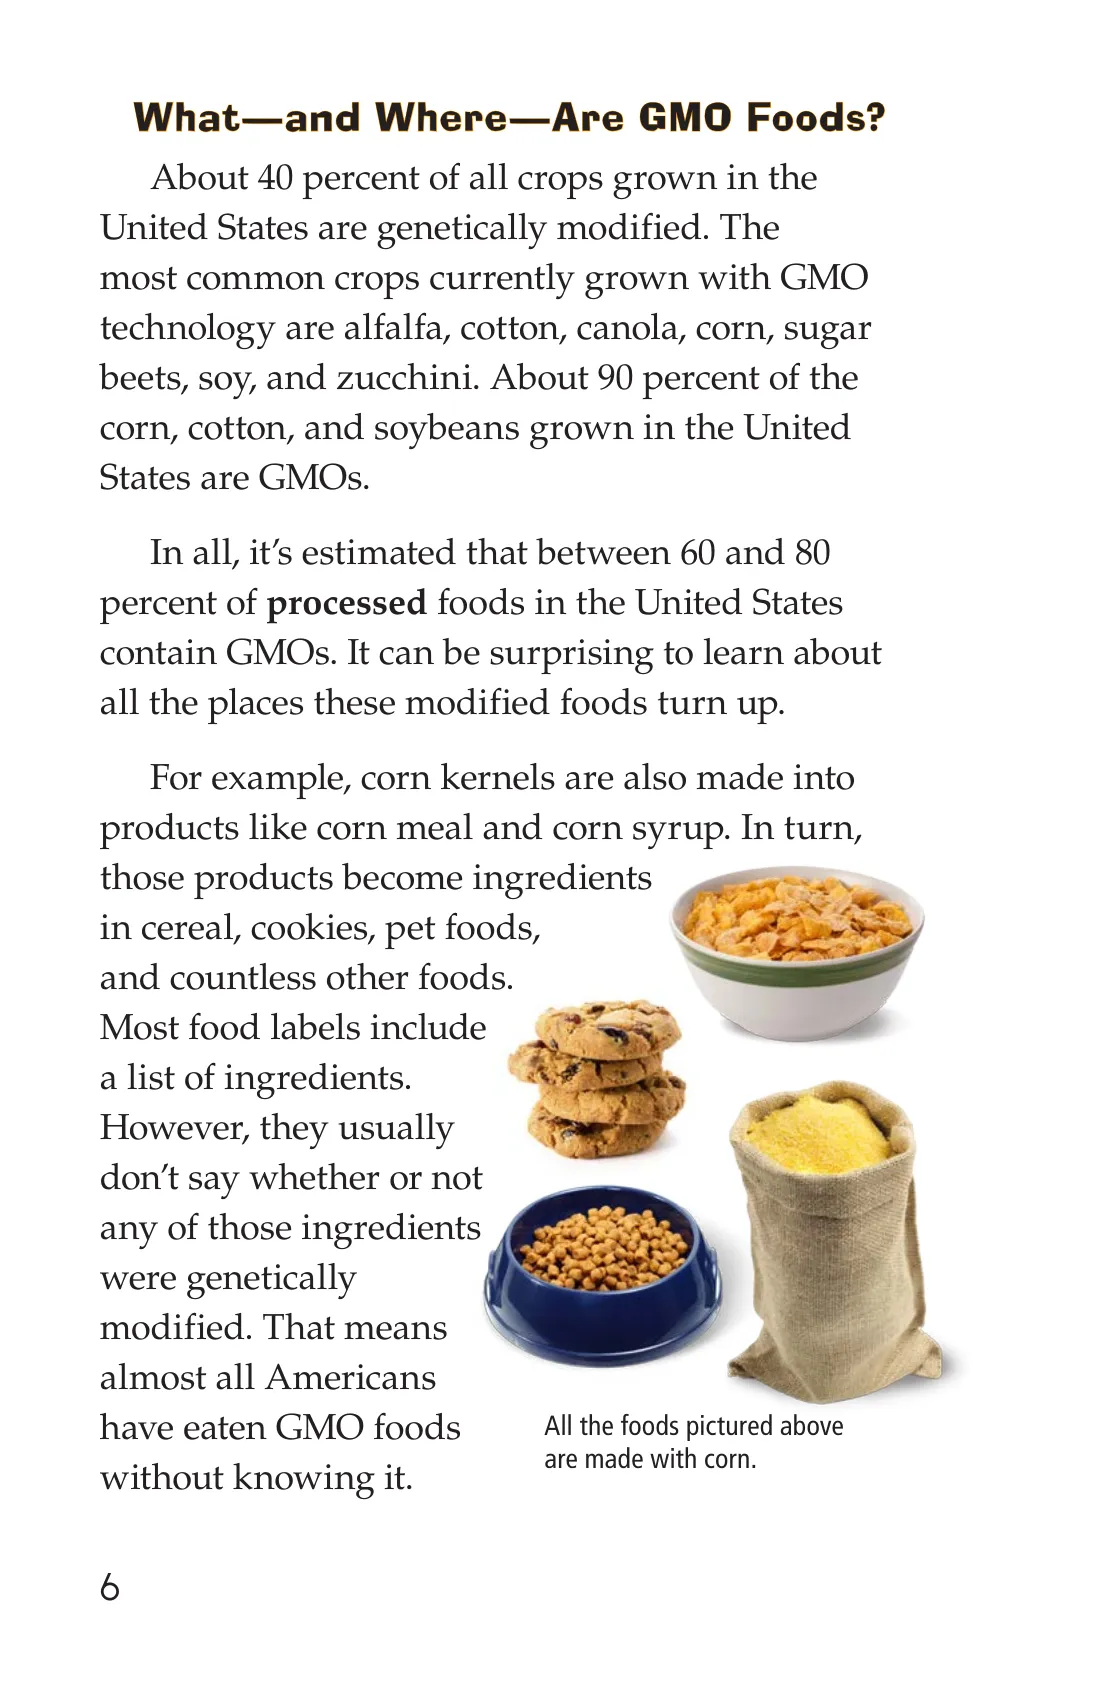 What—and Where—Are GMO Foods?
About 40 percent of all crops grown in the
United States are genetically modified. The
most common crops currently grown with GMO
technology are alfalfa, cotton, canola, corn, sugar
beets, soy, and zucchini. About 90 percent of the
corn, cotton, and soybeans grown in the United
States are GMOs.
In all, it’s estimated that between 60 and 80
percent of processed foods in the United States
contain GMOs. It can be surprising to learn about
all the places these modified foods turn up.
For example, corn kernels are also made into
products like corn meal and corn syrup. In turn,
those products become ingredients
in cereal, cookies, pet foods,
and countless other foods.
Most food labels include
a list of ingredients.
However, they usually
don’t say whether or not
any of those ingredients
were genetically
modified. That means
almost all Americans
have eaten GMO foods
without knowing it.
All the foods pictured above
are made with corn.
6